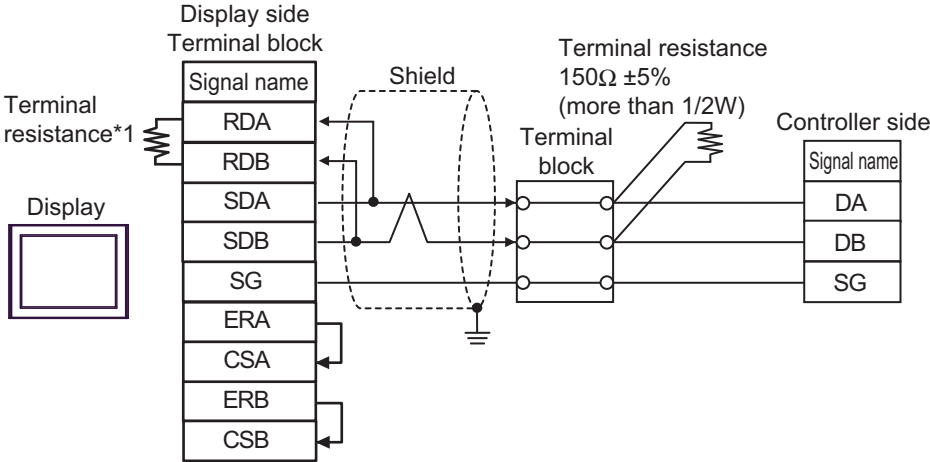 Display side
Terminal block
Signal name
RDA
RDB
SDA
SDB
SG
ERA
CSA
ERB
CSB
Terminal
resistance*1
Display
Shield
Terminal resistance
150Ω ±5%
(more than 1/2W)
Terminal
block
Controller side
Signal name
DA
DB
SG